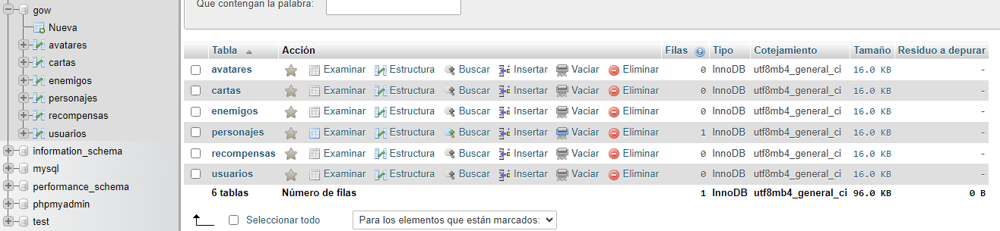 gow
Nueva
avatares
cartas
enemigos
personajes
recompensas
usuarios
information_schema
mysql
performance_schema
phpmyadmin
test
Que contengan la palabra:
Tabla Acción Filas Tipo Cotejamiento Tamaño Residuo a depurar
avatares Examinar Estructura Buscar Insertar Vaciar Eliminar 0 InnoDB utf8mb4_general_ci 16.0 KB -
cartas Examinar Estructura Buscar Insertar Vaciar Eliminar 0 InnoDB utf8mb4_general_ci 16.0 KB -
enemigos Examinar Estructura Buscar Insertar Vaciar Eliminar 0 InnoDB utf8mb4_general_ci 16.0 KB -
personajes Examinar Estructura Buscar Insertar Vaciar Eliminar 1 InnoDB utf8mb4_general_ci 16.0 KB -
recompensas Examinar Estructura Buscar Insertar Vaciar Eliminar 0 InnoDB utf8mb4_general_ci 16.0 KB -
usuarios Examinar Estructura Buscar Insertar Vaciar Eliminar 0 InnoDB utf8mb4_general_ci 16.0 KB -
6 tablas Número de filas 1 InnoDB utf8mb4_general_ci 96.0 KB 0 B
Seleccionar todo Para los elementos que están marcados: